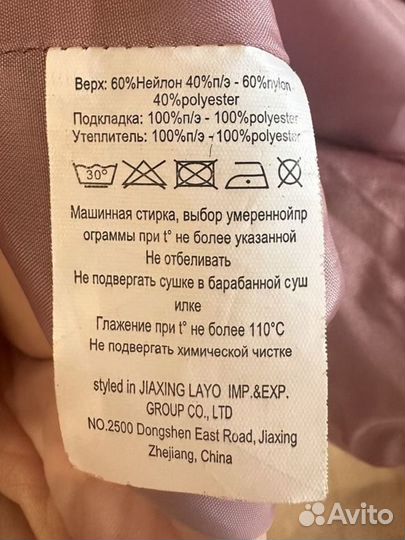 Верх: 60%Нейлон 40%п/э - 60%nylon -
40%polyester
Подкладка: 100%п/э - 100%polyester
Утеплитель: 100%п/э - 100%polyester
30°
Машинная стирка, выбор умереннойпр
ограммы при t° не более указанной
Не отбеливать
Не подвергать сушке в барабанной суш
илке
Глажение при t° не более 110°C
Не подвергать химической чистке
styled in JIAXING LAYO IMP.&EXP.
GROUP CO., LTD
NO.2500 Dongshen East Road, Jiaxing
Zhejiang, China
Avito